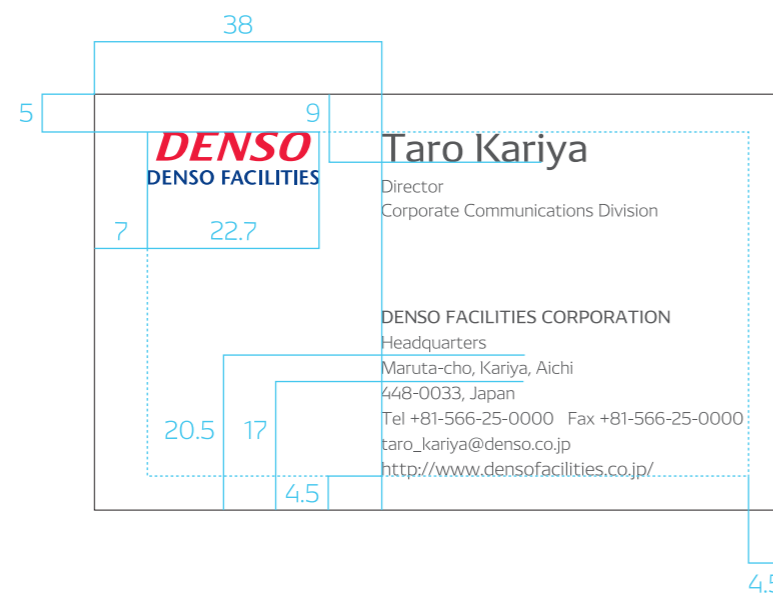 38
5
9
DENSO
DENSO FACILITIES
Taro Kariya
Director
Corporate Communications Division
7
22.7
DENSO FACILITIES CORPORATION
Headquarters
Maruta-cho, Kariya, Aichi
448-0033, Japan
Tel +81-566-25-0000 Fax +81-566-25-0000
taro_kariya@denso.co.jp
http://www.densofacilities.co.jp/
20.5
17
4.5
4.5